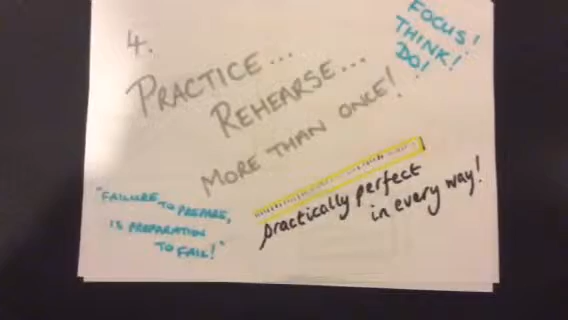 4.
PRACTICE...
REHEARSE...
MORE THAN ONCE!
FOCUS!
THINK!
DO!
"FAILURE TO PREPARE,
IS PREPARATION
TO FAIL!"
practically perfect
in every way!